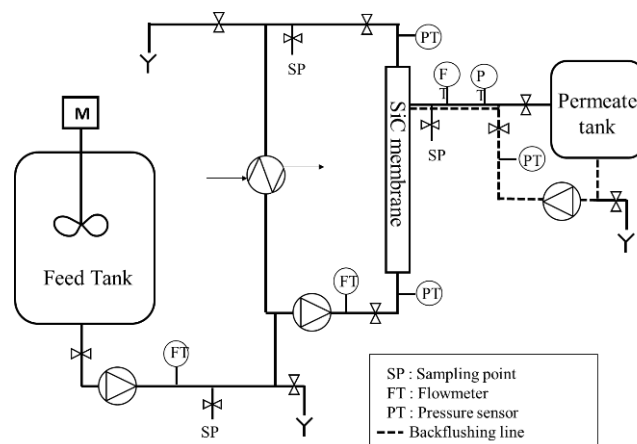 SP
PT
F
T
P
T
M
SiC membrane
Permeate
tank
SP
PT
Feed Tank
FT
PT
FT
SP
SP : Sampling point
FT : Flowmeter
PT : Pressure sensor
Backflushing line